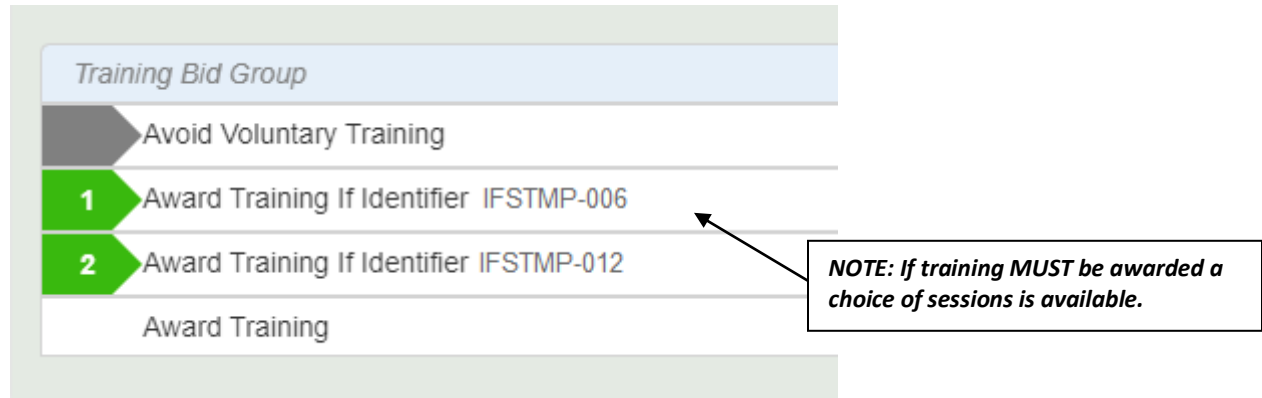 Training Bid Group
Avoid Voluntary Training
1 Award Training If Identifier IFSTMP-006
2 Award Training If Identifier IFSTMP-012
Award Training
NOTE: If training MUST be awarded a
choice of sessions is available.